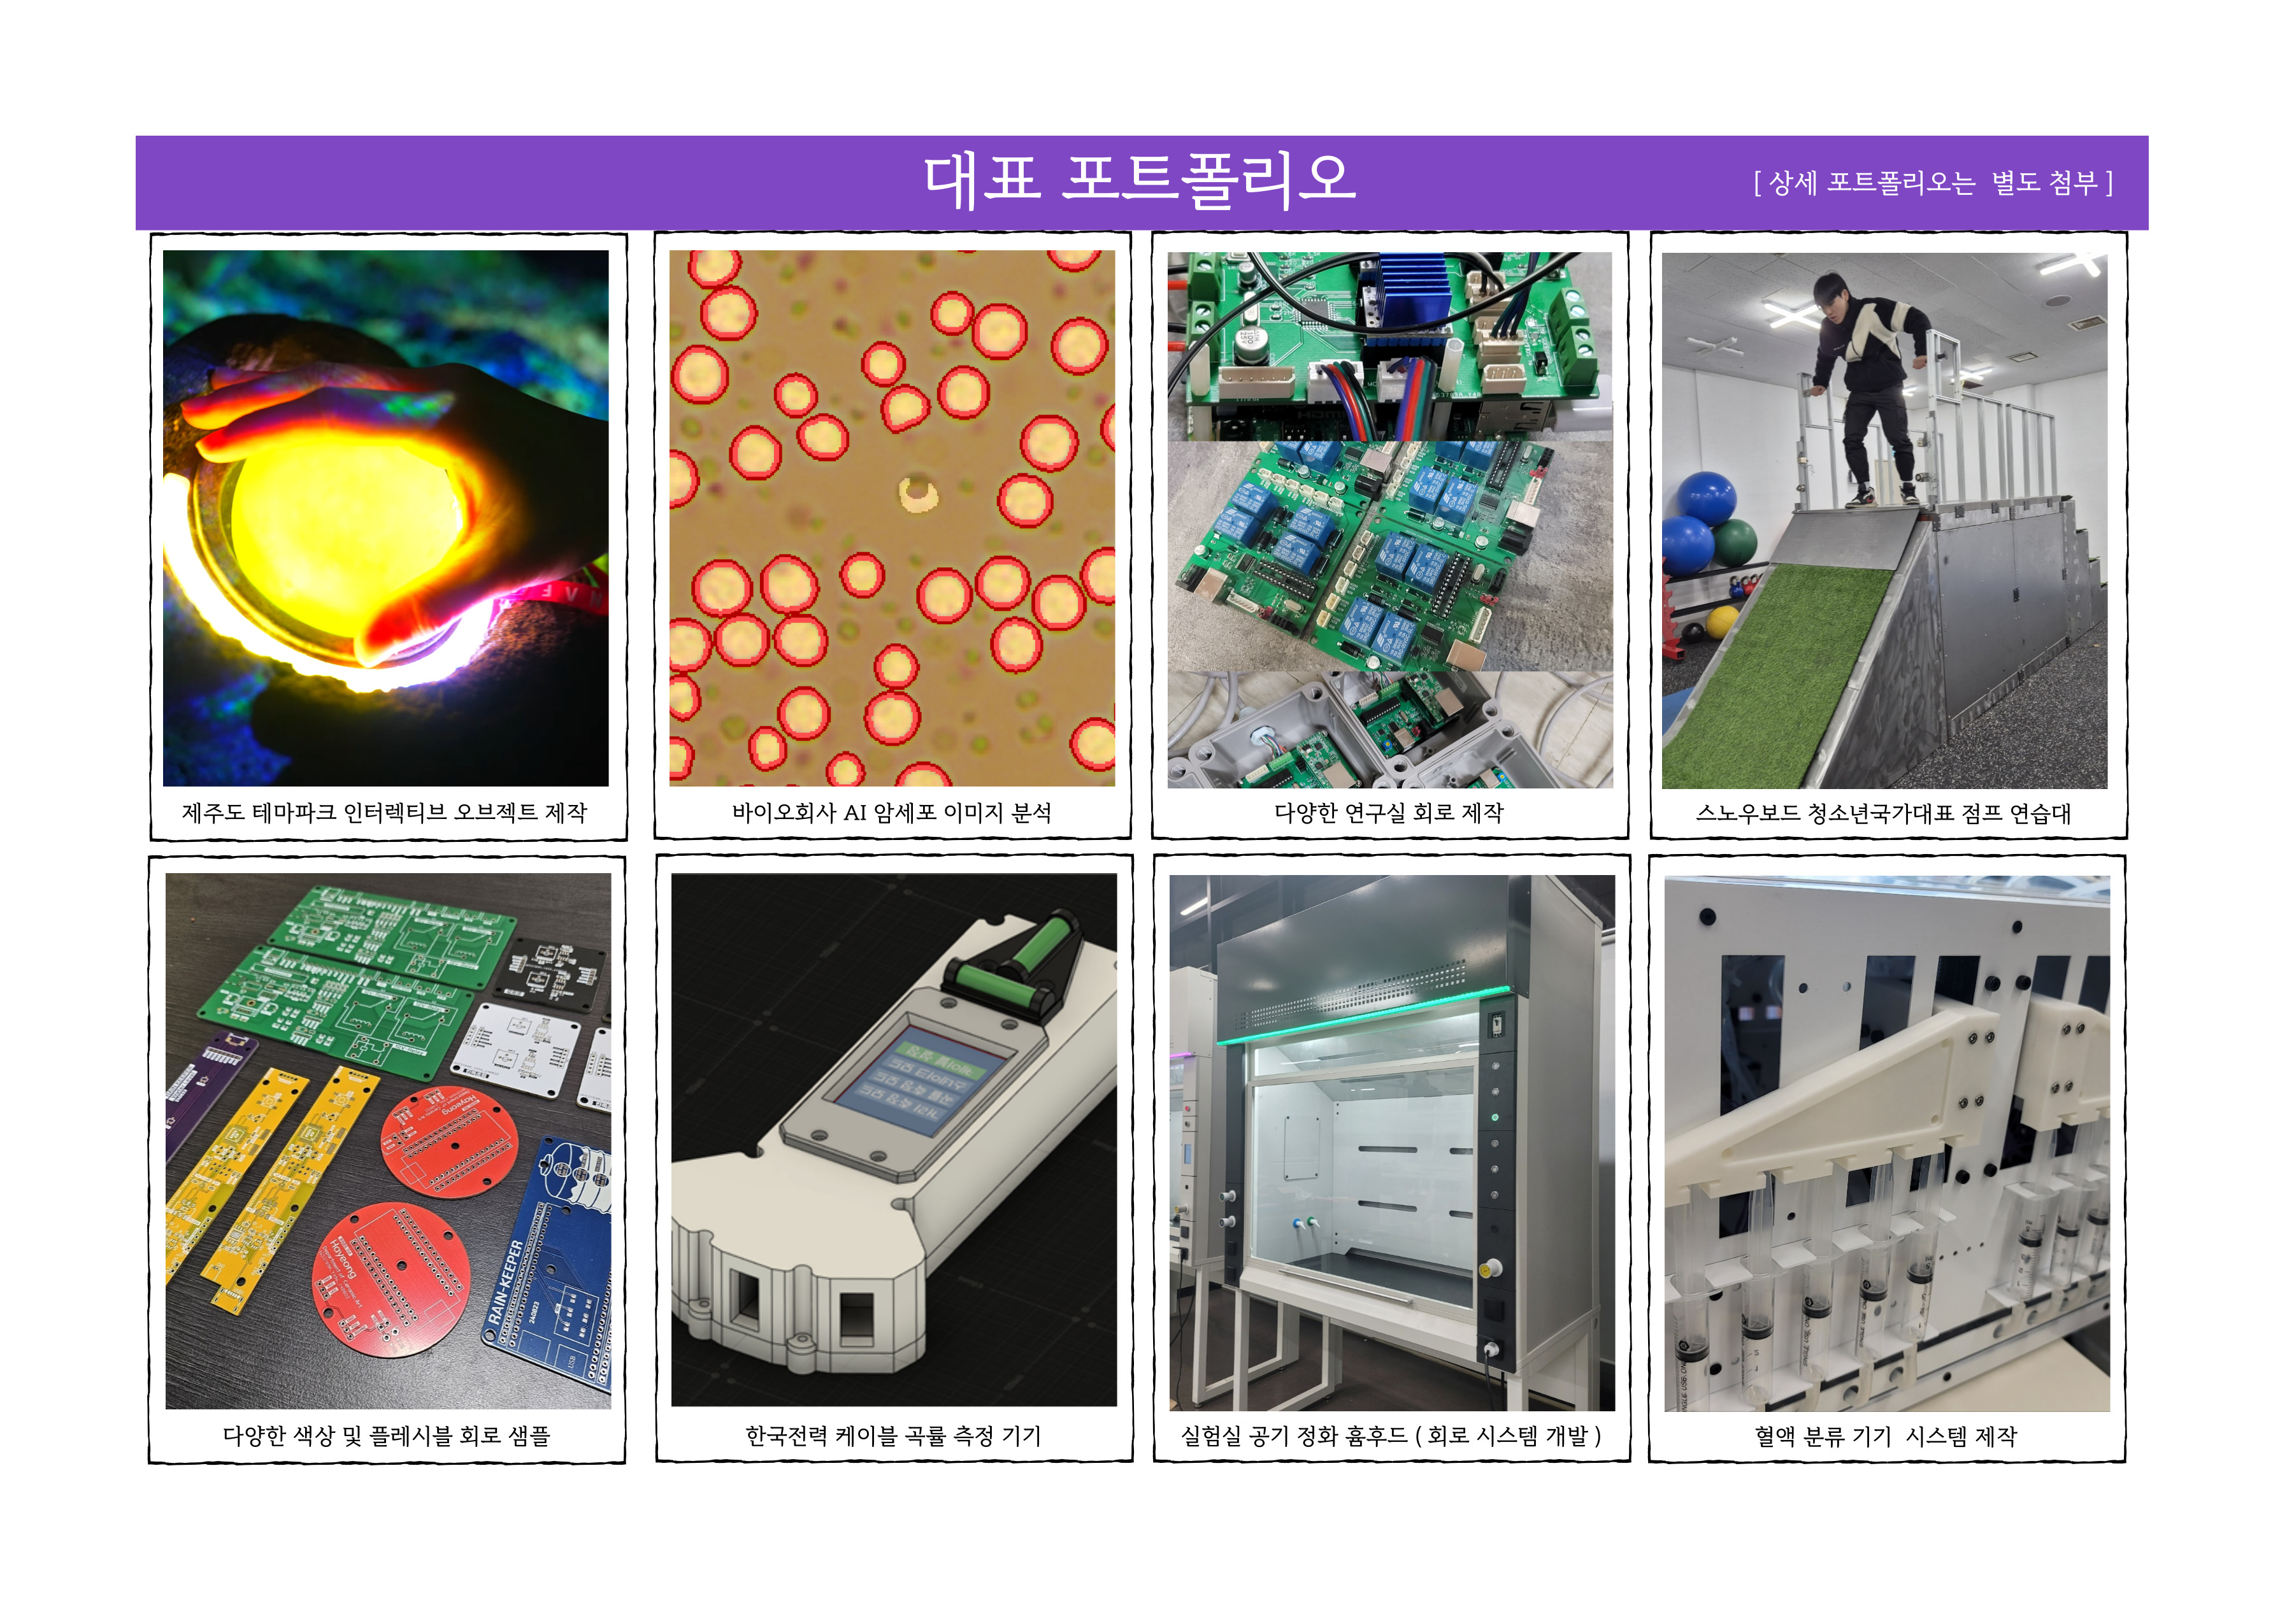 대표 포트폴리오
[ 상세 포트폴리오는 별도 첨부 ]
제주도 테마파크 인터렉티브 오브젝트 제작
바이오회사 AI 암세포 이미지 분석
다양한 연구실 회로 제작
스노우보드 청소년국가대표 점프 연습대
Hoyeong
Hoyeong
RAIN-KEEPER
240823
USB
다양한 색상 및 플레시블 회로 샘플
한국전력 케이블 곡률 측정 기기
실험실 공기 정화 흄후드 ( 회로 시스템 개발 )
혈액 분류 기기 시스템 제작